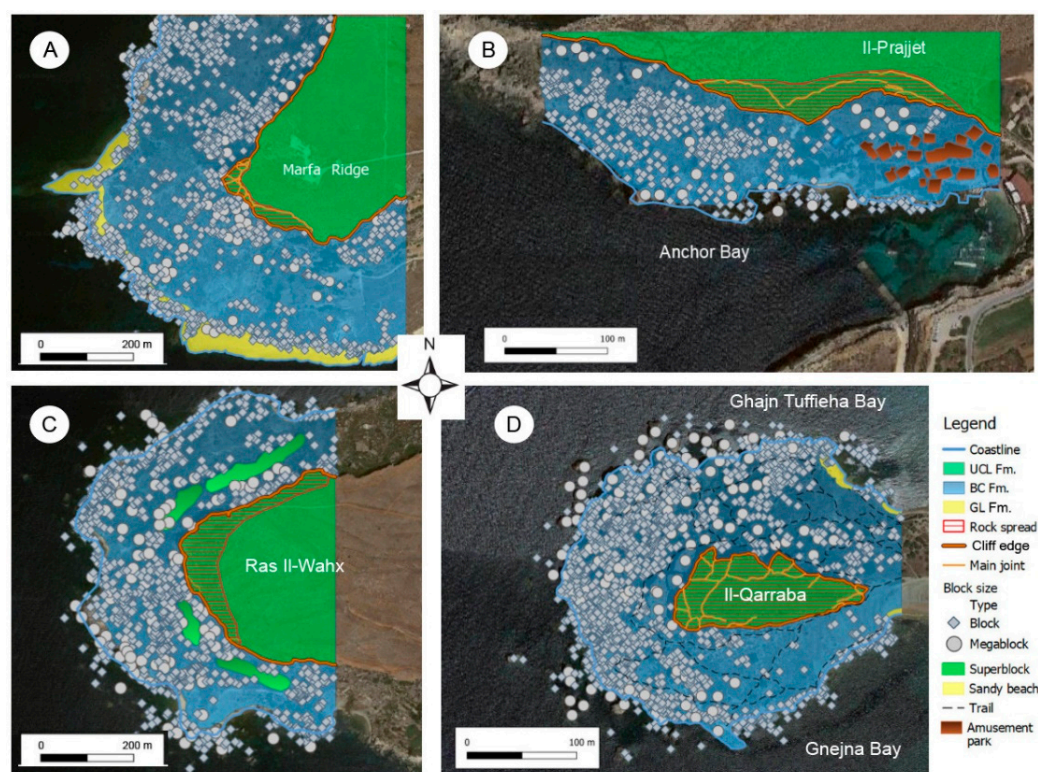 A
Marfa Ridge
0 200 m
B
Il-Prajjet
Anchor Bay
0 100 m
N
C
Ras Il-Wahx
0 200 m
D
Ghajn Tuffieha Bay
Il-Qarraba
Gnejna Bay
0 100 m
Legend
Coastline
UCL Fm.
BC Fm.
GL Fm.
Rock spread
Cliff edge
Main joint
Block size
Type
Block
Megablock
Superblock
Sandy beach
Trail
Amusement
park